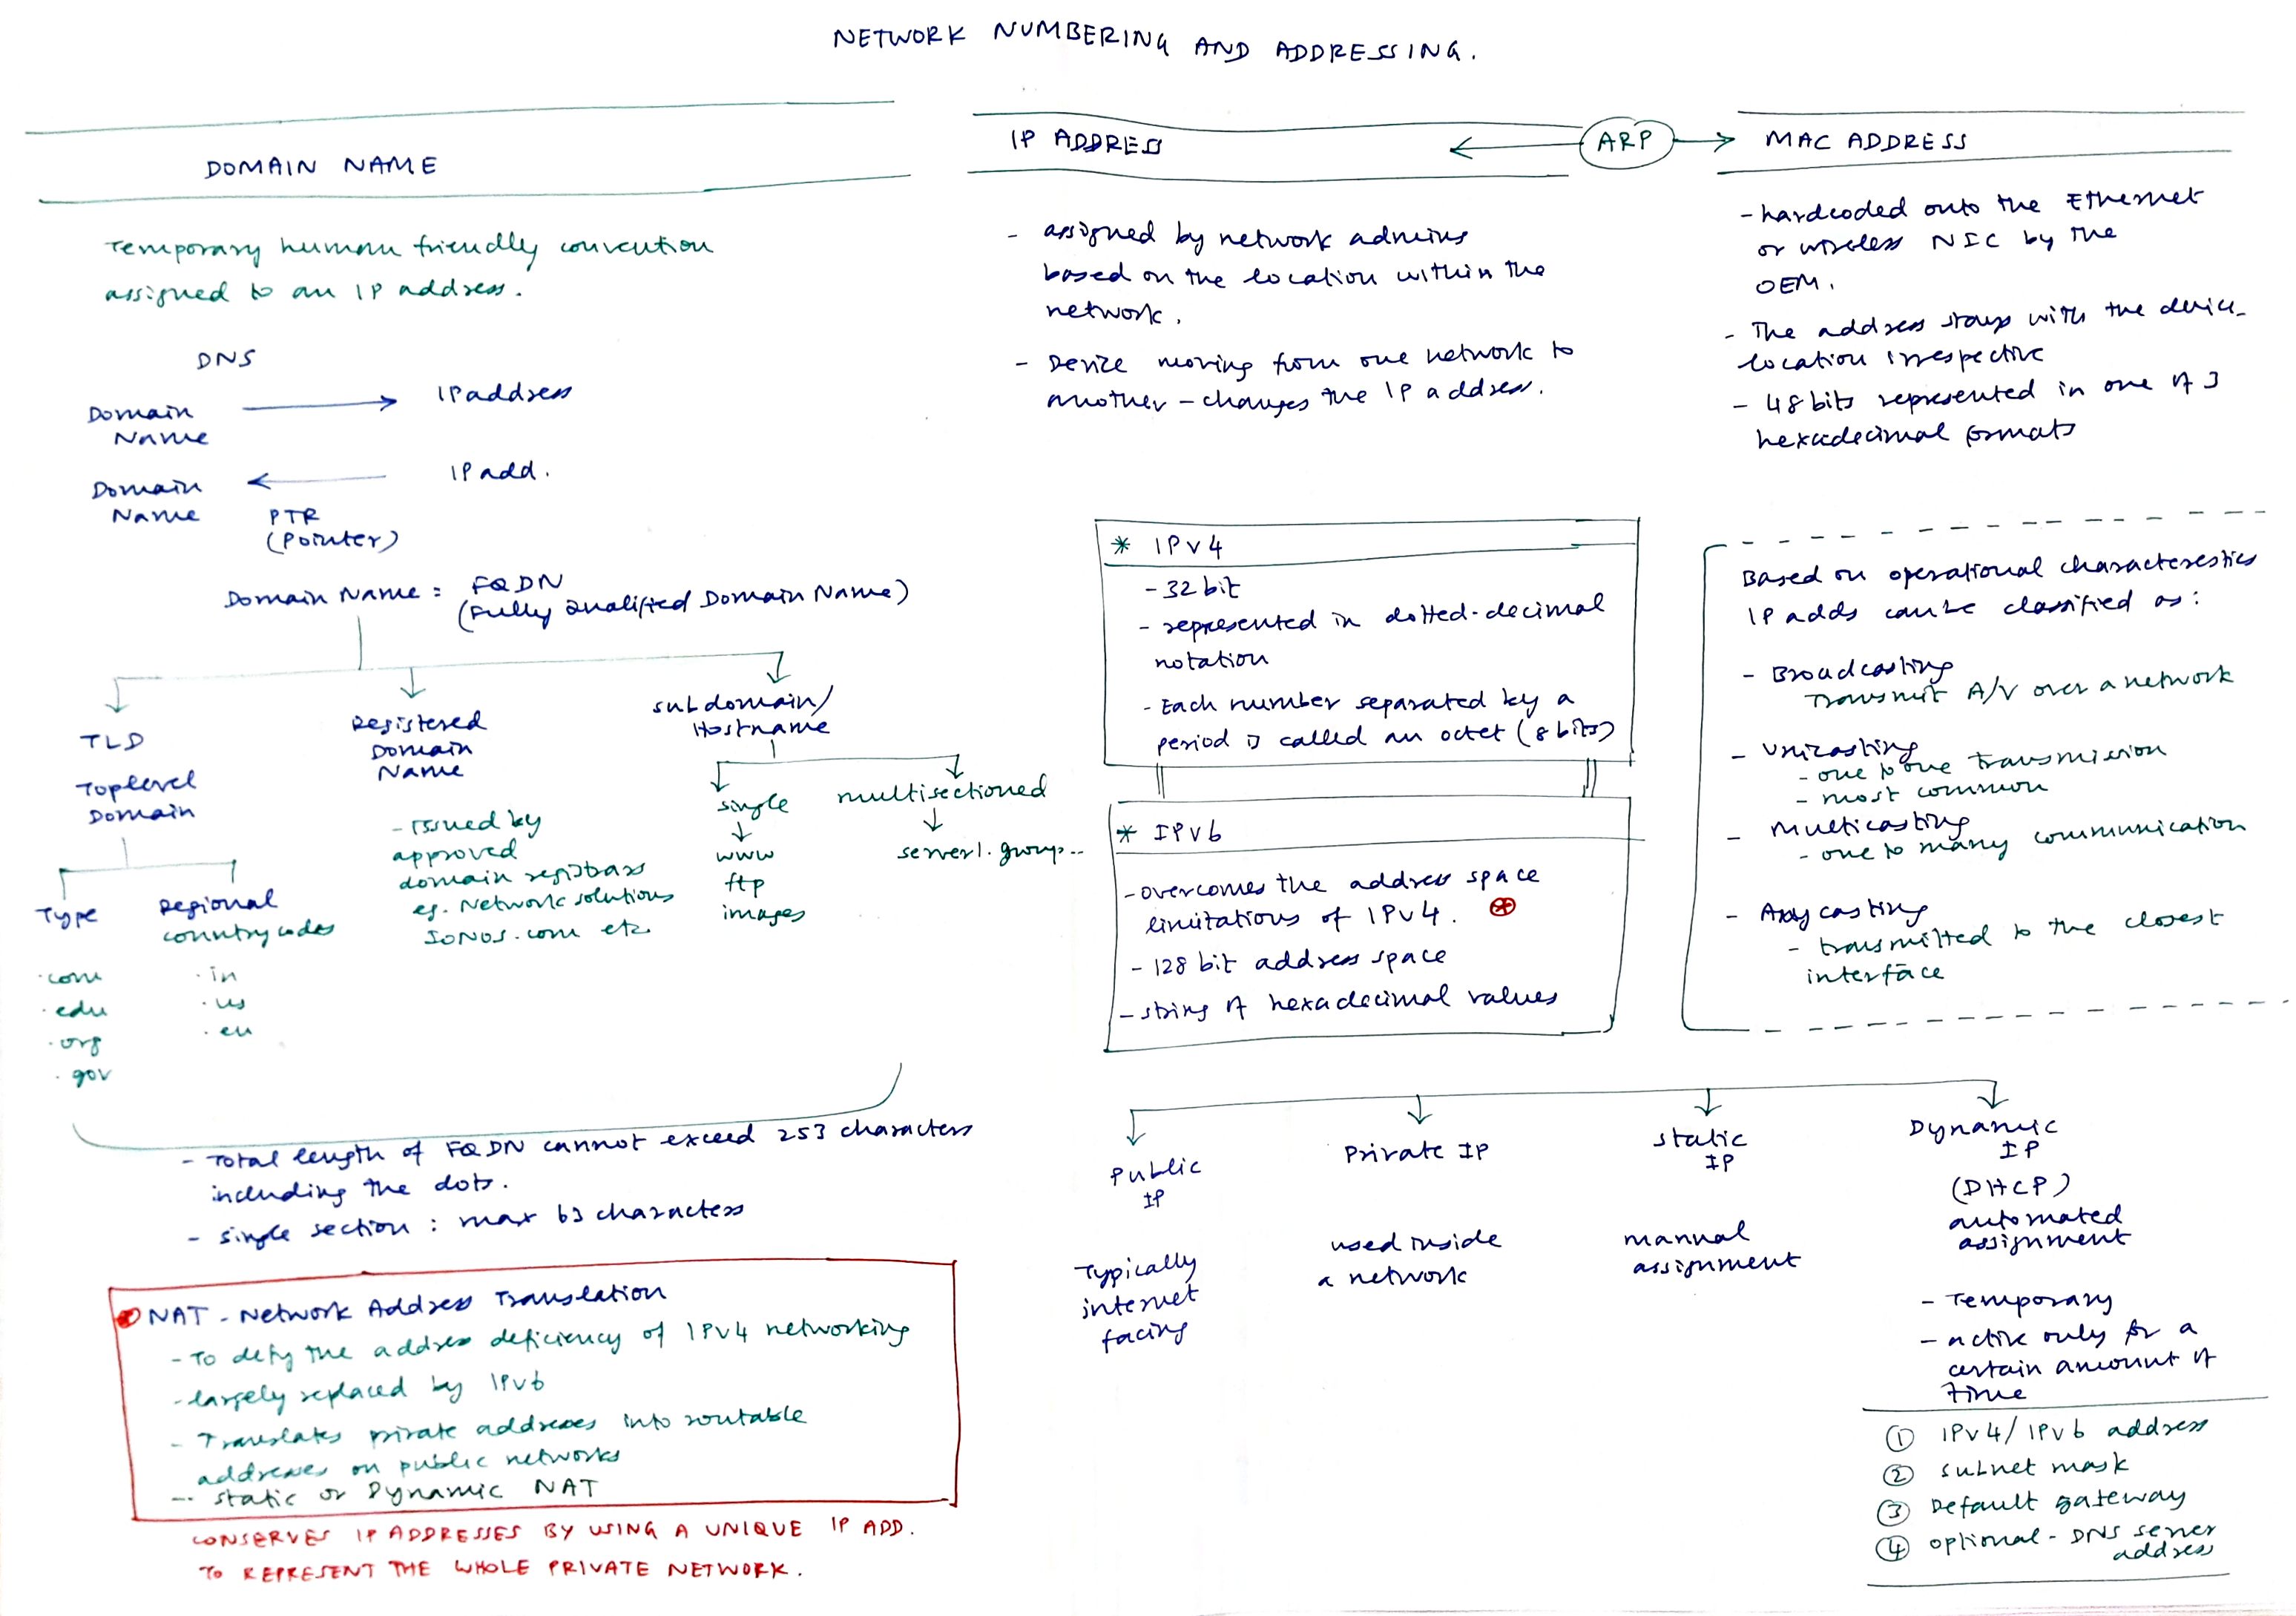 NETWORK NUMBERING AND ADDRESSING.
DOMAIN NAME
Temporary human friendly convention
assigned to an IP address.
DNS
Domain Name
IP address
Domain Name
IP add.
PTR
(Pointer)
Domain Name : FQDN
(Fully Qualified Domain Name)
TLD
Toplevel
Domain
Type
.com
.edu
.org
.gov
Regional
country codes
.in
.us
.eu
Registered
Domain
Name
- Issued by
approved
domain registrars
eg. Network solutions
IONOS.com etc.
subdomain/
Hostname
single
www
ftp
images
multisectioned
server1.group..
- Total length of FQDN cannot exceed 253 characters
including the dots.
- single section : max 63 characters
NAT - Network Address Translation
- To defy the address deficiency of IPv4 networking
- largely replaced by IPv6
- Translates private addresses into routable
addresses on public networks
-- static or Dynamic NAT
CONSERVES IP ADDRESSES BY USING A UNIQUE IP ADD.
TO REPRESENT THE WHOLE PRIVATE NETWORK.
IP ADDRESS
ARP
MAC ADDRESS
- assigned by network admins
based on the location within the
network.
- Device moving from one network to
another - changes the IP address.
- hardcoded onto the Ethernet
or wireless NIC by the
OEM.
- The address stays with the device -
location irrespective
- 48 bits represented in one of 3
hexadecimal formats
* IPv4
- 32 bit
- represented in dotted-decimal
notation
- Each number separated by a
period is called an octet (8 bits)
* IPv6
- overcomes the address space
limitations of IPv4.
- 128 bit address space
- string of hexadecimal values
Based on operational characterestics
IP adds can be classified as :
- Broadcasting
Transmit A/V over a network
- Unicasting
- one to one transmission
- most common
- Multicasting
- one to many communication
- Anycasting
- transmitted to the closest
interface
Public
IP
Typically
internet
facing
Private IP
used inside
a network
static
IP
manual
assignment
Dynamic
IP
(DHCP)
automated
assignment
- Temporary
- active only for a
certain amount of
time
① IPv4/IPv6 address
② subnet mask
③ Default gateway
④ optional - DNS server
address